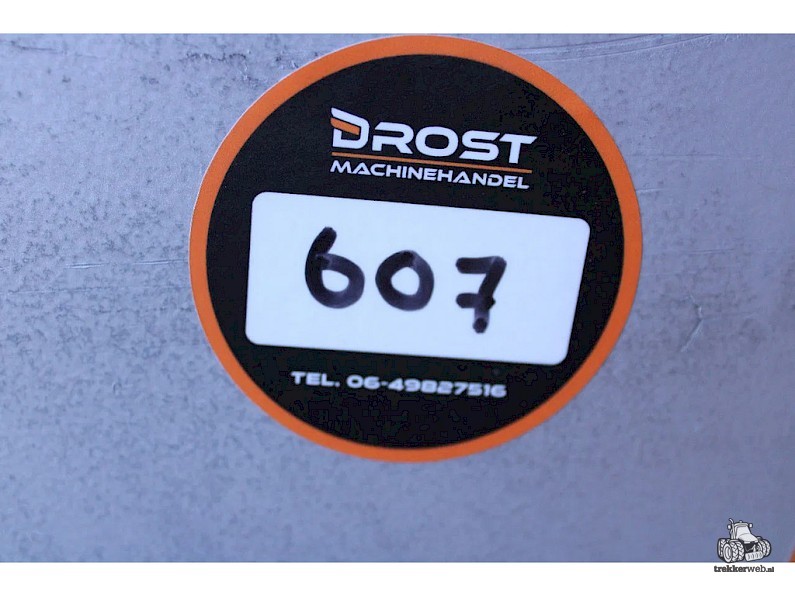 DROST
MACHINEHANDEL
607
TEL. 06-49827516
trekkerweb.nl